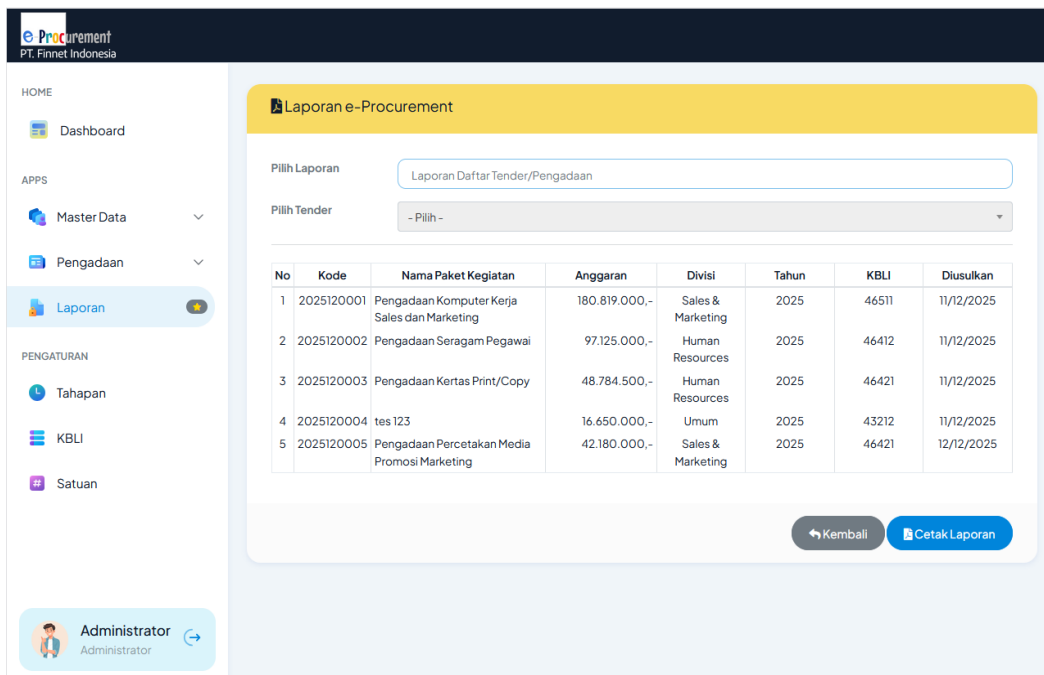 e Procurement
PT. Finnet Indonesia
HOME
Dashboard
APPS
Master Data
Pengadaan
Laporan
PENGATURAN
Tahapan
KBLI
Satuan
Administrator
Administrator
Laporan e-Procurement
Pilih Laporan Laporan Daftar Tender/Pengadaan
Pilih Tender - Pilih -
No Kode Nama Paket Kegiatan Anggaran Divisi Tahun KBLI Diusulkan
1 2025120001 Pengadaan Komputer Kerja 180.819.000,- Sales & 2025 46511 11/12/2025
Sales dan Marketing Marketing
2 2025120002 Pengadaan Seragam Pegawai 97.125.000,- Human 2025 46412 11/12/2025
Resources
3 2025120003 Pengadaan Kertas Print/Copy 48.784.500,- Human 2025 46421 11/12/2025
Resources
4 2025120004 tes 123 16.650.000,- Umum 2025 43212 11/12/2025
5 2025120005 Pengadaan Percetakan Media 42.180.000,- Sales & 2025 46421 12/12/2025
Promosi Marketing Marketing
Kembali Cetak Laporan